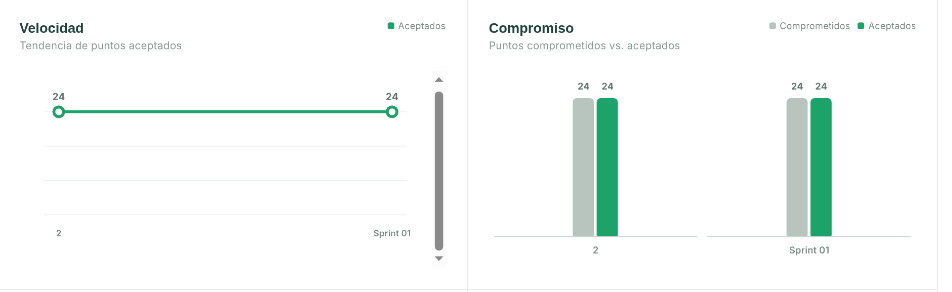 Velocidad
Aceptados
Tendencia de puntos aceptados
24
24
2
Sprint 01
Compromiso
Comprometidos
Aceptados
Puntos comprometidos vs. aceptados
24
24
24
24
2
Sprint 01